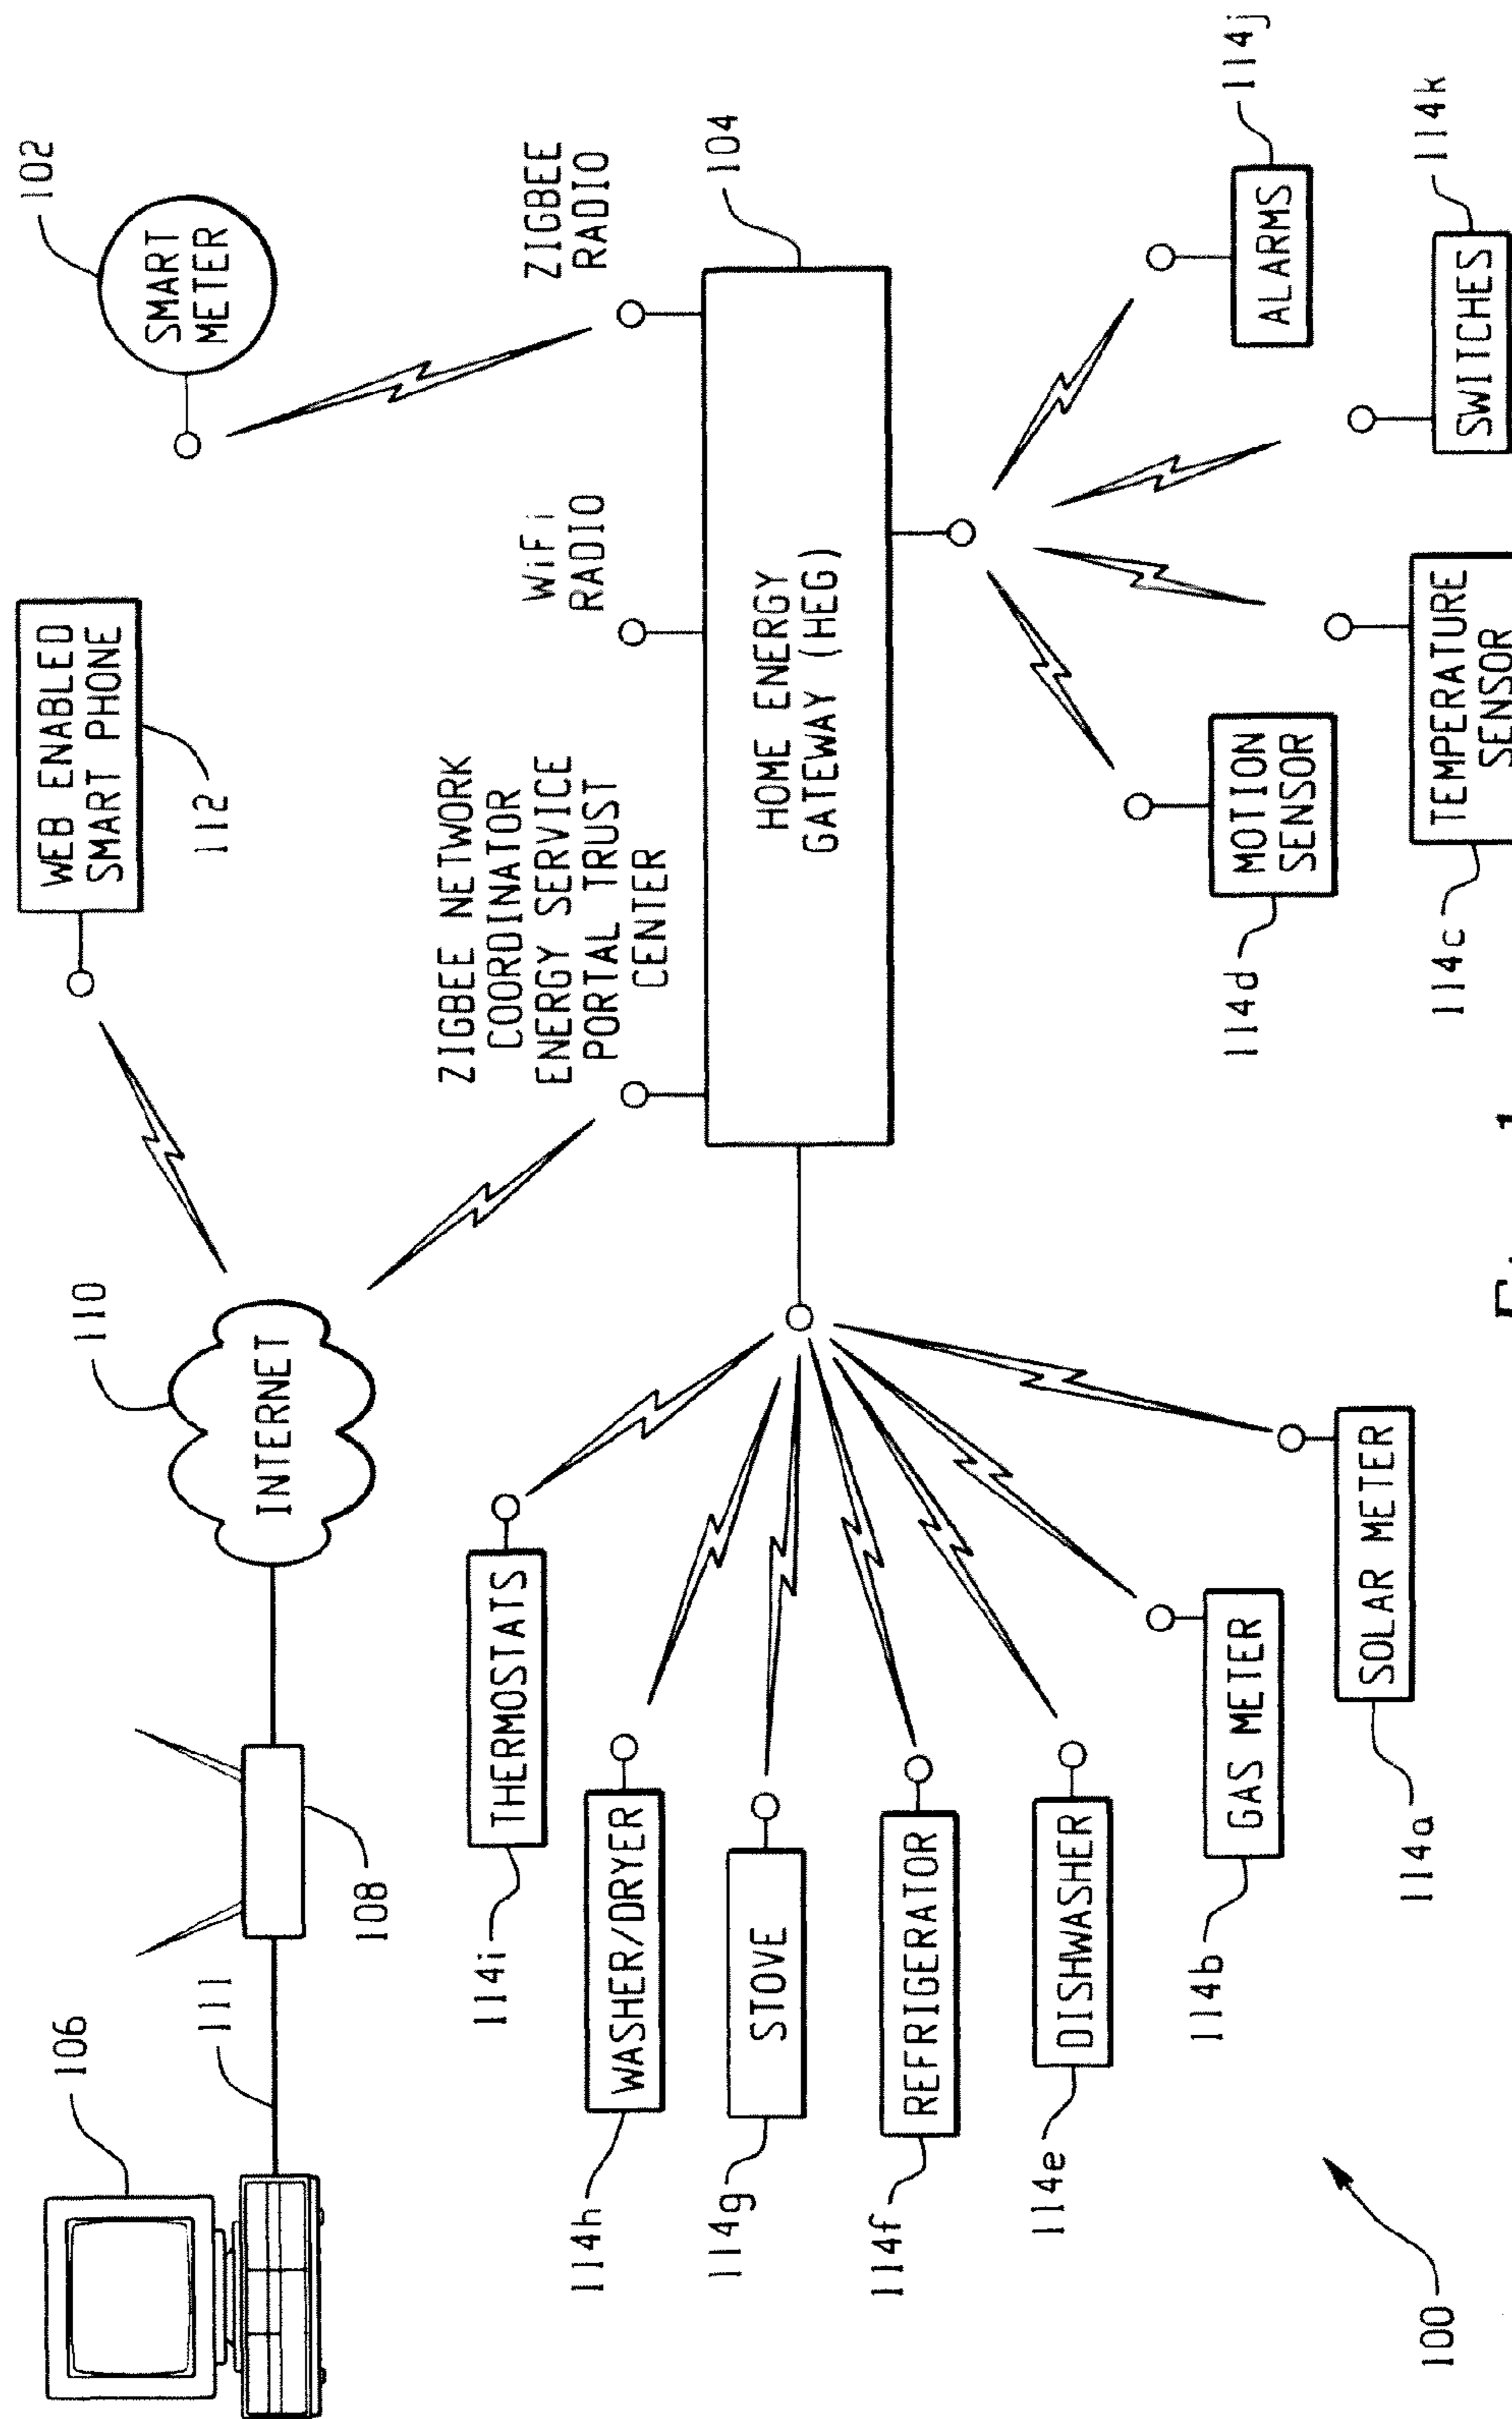 106
111
108
110
INTERNET
WEB ENABLED
SMART PHONE
112
SMART
METER
102
ZIGBEE NETWORK
COORDINATOR
ENERGY SERVICE
PORTAL TRUST
CENTER
WiFi
RADIO
ZIGBEE
RADIO
HOME ENERGY
GATEWAY (HEG)
104
THERMOSTATS
114i
WASHER/DRYER
114h
STOVE
114g
REFRIGERATOR
114f
DISHWASHER
114e
GAS METER
114b
SOLAR METER
114a
MOTION
SENSOR
114d
TEMPERATURE
SENSOR
114c
ALARMS
114j
SWITCHES
114k
100